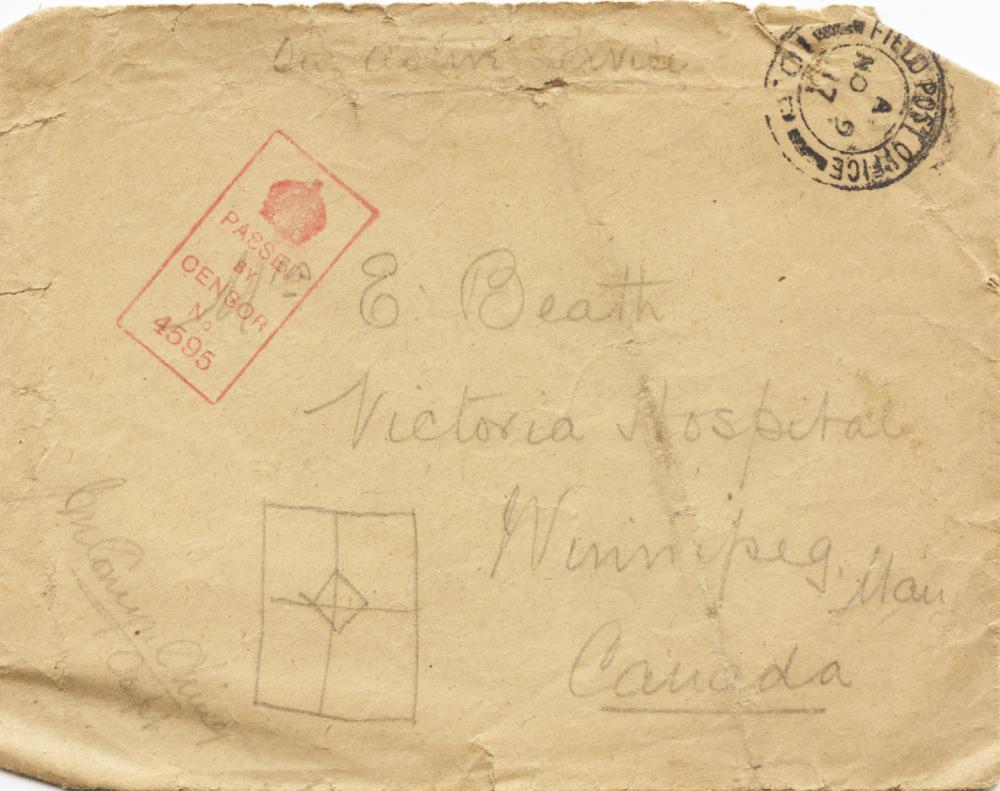 On Active Service
FIELD POST OFFICE
A
9
NO
17
PASSED
BY
CENSOR
No
4595
E. Beath
Victoria Hospital
Winnipeg, Man
Canada